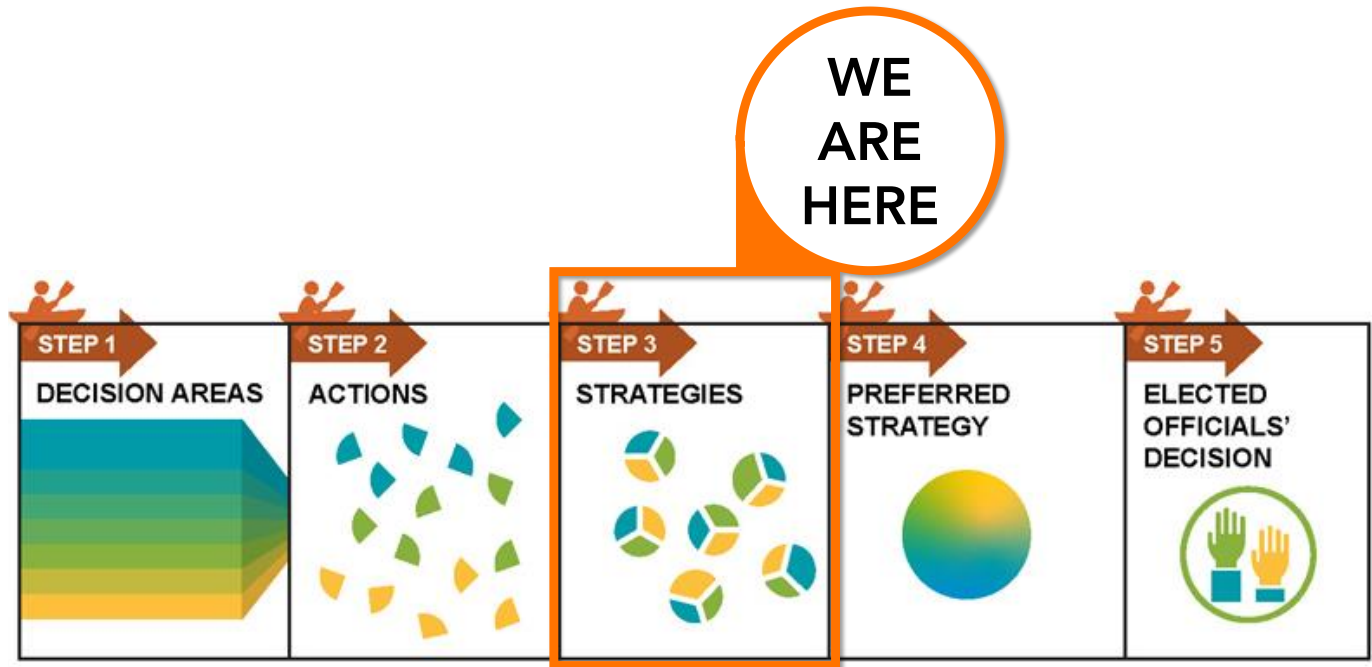 WE
ARE
HERE
STEP 1
DECISION AREAS
STEP 2
ACTIONS
STEP 3
STRATEGIES
STEP 4
PREFERRED
STRATEGY
STEP 5
ELECTED
OFFICIALS’
DECISION